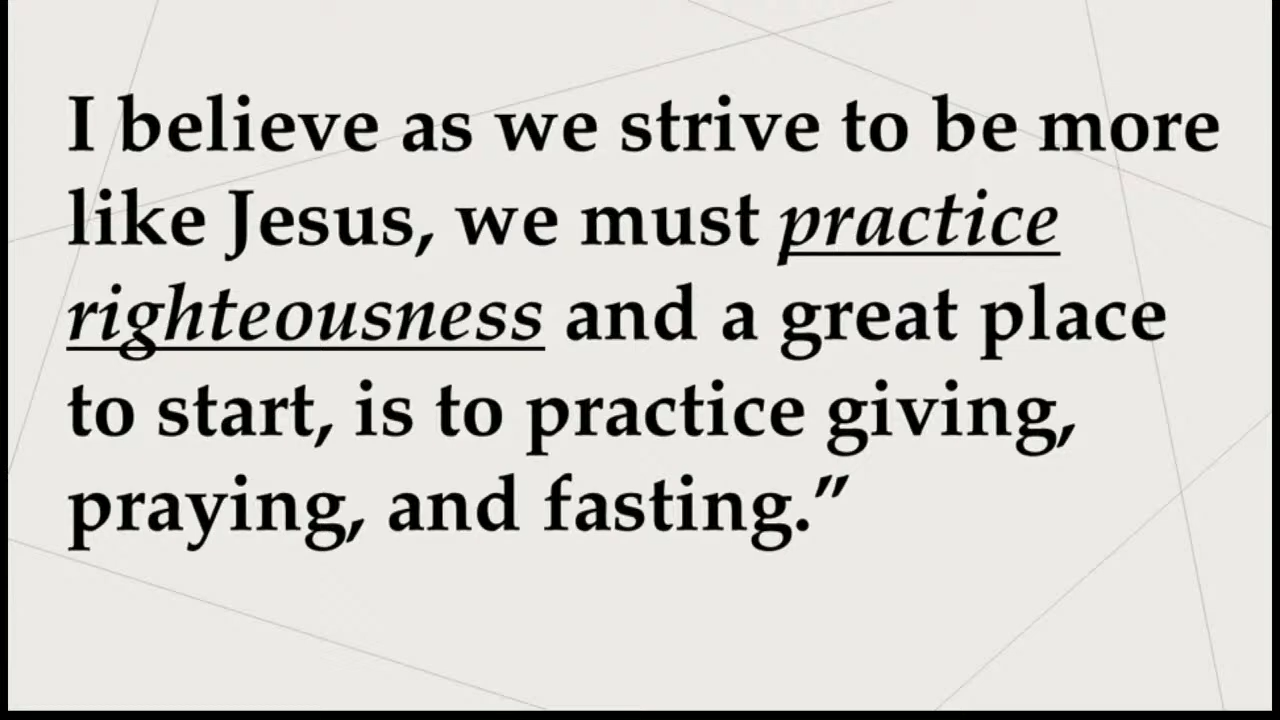 I believe as we strive to be more
like Jesus, we must practice
righteousness and a great place
to start, is to practice giving,
praying, and fasting.”